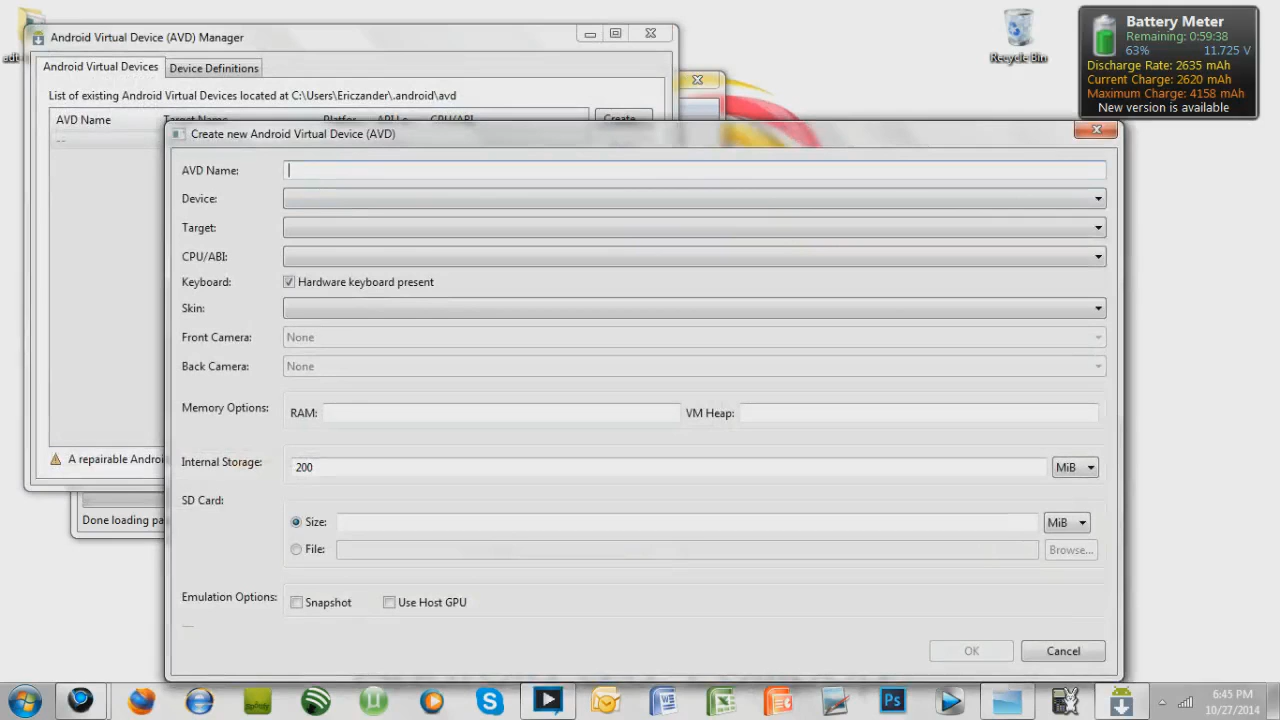 Android Virtual Device (AVD) Manager
Android Virtual Devices
Device Definitions
List of existing Android Virtual Devices located at C:\Users\Ericzander\.android\avd
AVD Name
CPU/ABI
Create
--
A repairable Androi
Done loading pa
Recycle Bin
Battery Meter
Remaining: 0:59:38
63% 11.725 V
Discharge Rate: 2635 mAh
Current Charge: 2620 mAh
Maximum Charge: 4158 mAh
New version is available
Create new Android Virtual Device (AVD)
AVD Name:
Device:
Target:
CPU/ABI:
Keyboard: Hardware keyboard present
Skin:
Front Camera: None
Back Camera: None
Memory Options: RAM: VM Heap:
Internal Storage: 200 MiB
SD Card:
Size: MiB
File: Browse...
Emulation Options: Snapshot Use Host GPU
OK Cancel
Ps
6:45 PM
10/27/2014